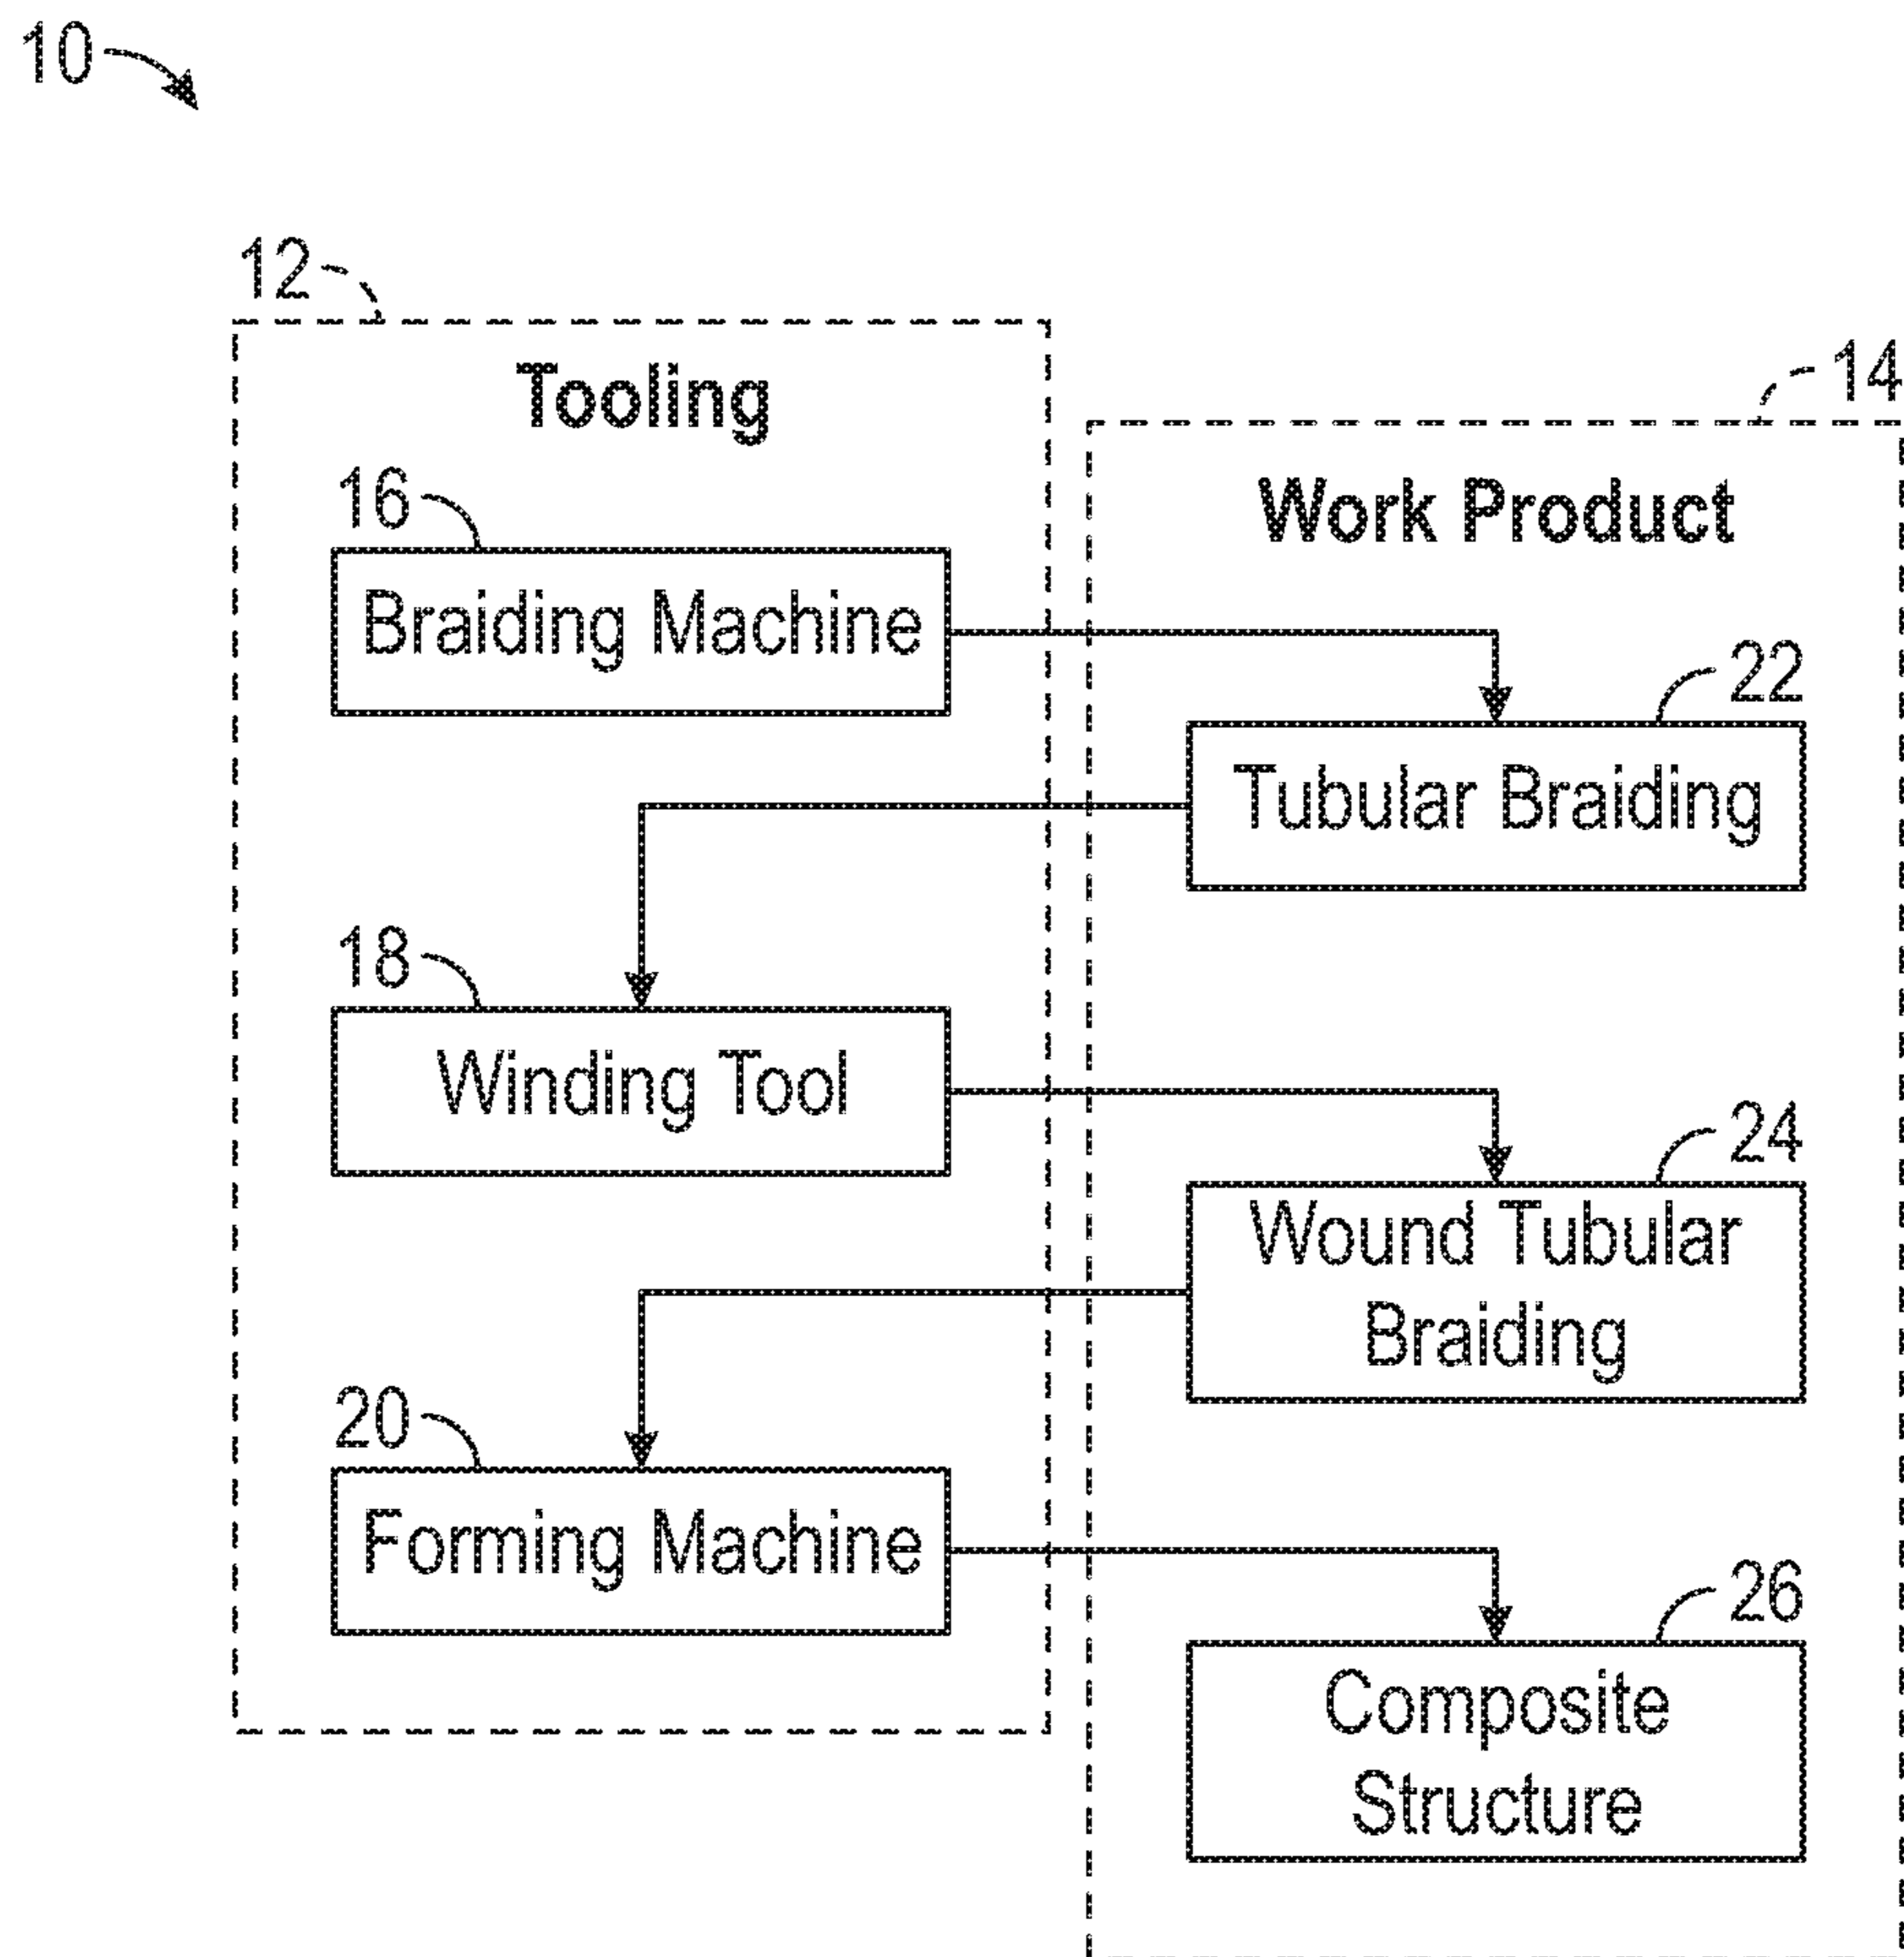 10
12
Tooling
14
Work Product
16
Braiding Machine
22
Tubular Braiding
18
Winding Tool
24
Wound Tubular
Braiding
20
Forming Machine
26
Composite
Structure